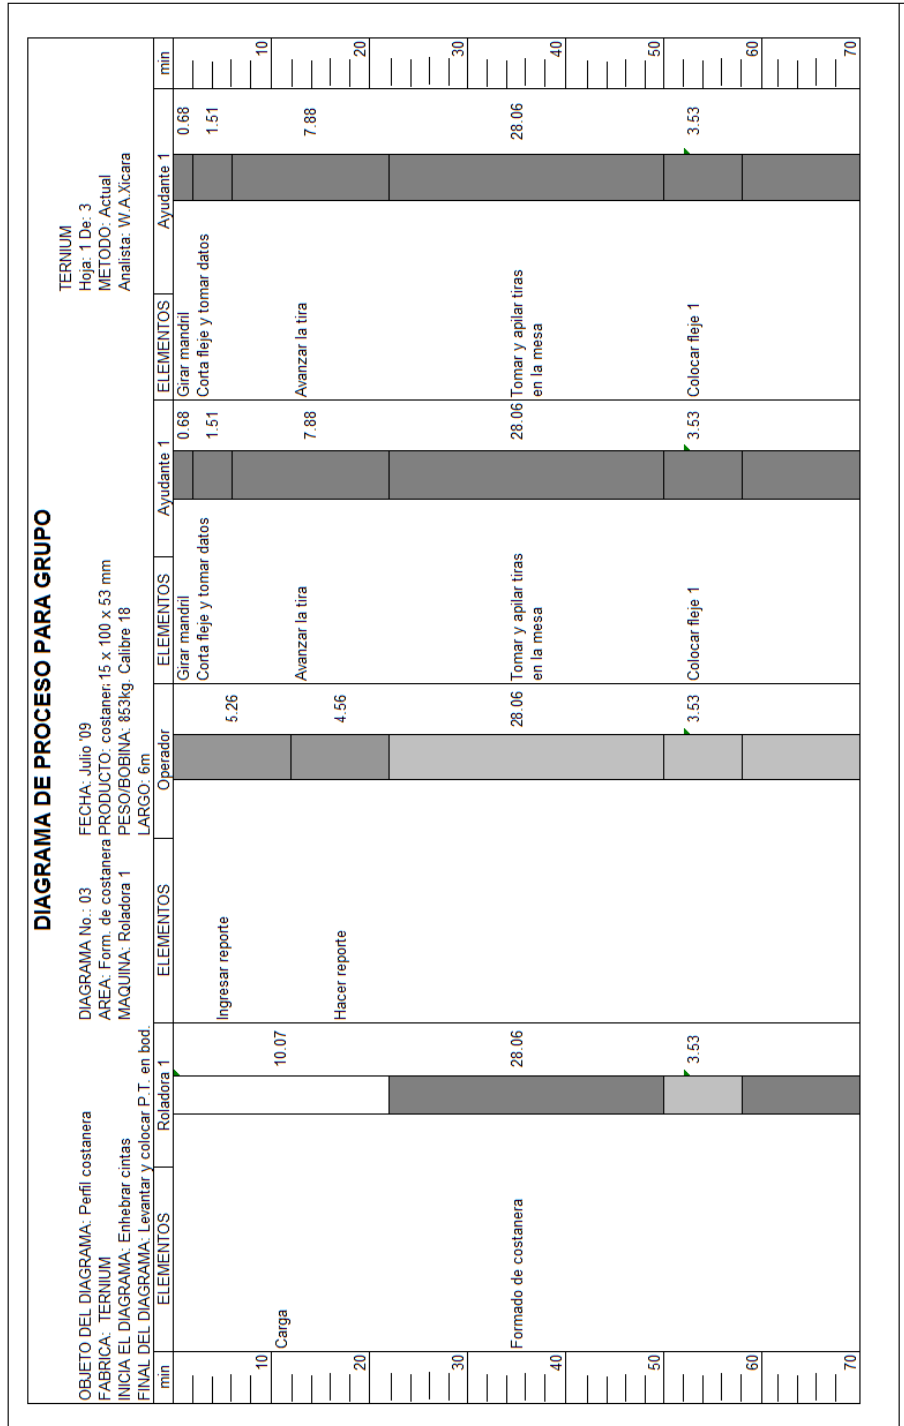 DIAGRAMA DE PROCESO PARA GRUPO
OBJETO DEL DIAGRAMA: Perfil costanera
DIAGRAMA No.: 03
FECHA: Julio '09
TERNIUM
FABRICA: TERNIUM
AREA: Form. de costanera
PRODUCTO: costaner. 15 x 100 x 53 mm
Hoja: 1 De: 3
INICIA EL DIAGRAMA: Enhebrar cintas
MAQUINA: Roladora 1
PESO/BOBINA: 853kg. Calibre 18
METODO: Actual
FINAL DEL DIAGRAMA: Levantar y colocar P.T. en bod.
LARGO: 6m
Analista: W.A.Xicara
min
ELEMENTOS
Roladora 1
ELEMENTOS
Operador
ELEMENTOS
Ayudante 1
ELEMENTOS
Ayudante 1
min
Girar mandril
0.68
Girar mandril
0.68
Corta fleje y tomar datos
1.51
Corta fleje y tomar datos
1.51
Ingresar reporte
5.26
10
10
Carga
10.07
Avanzar la tira
7.88
Avanzar la tira
7.88
Hacer reporte
4.56
20
20
30
30
Formado de costanera
28.06
28.06
Tomar y apilar tiras
en la mesa
28.06
Tomar y apilar tiras
en la mesa
28.06
40
40
50
50
3.53
3.53
Colocar fleje 1
3.53
Colocar fleje 1
3.53
60
60
70
70